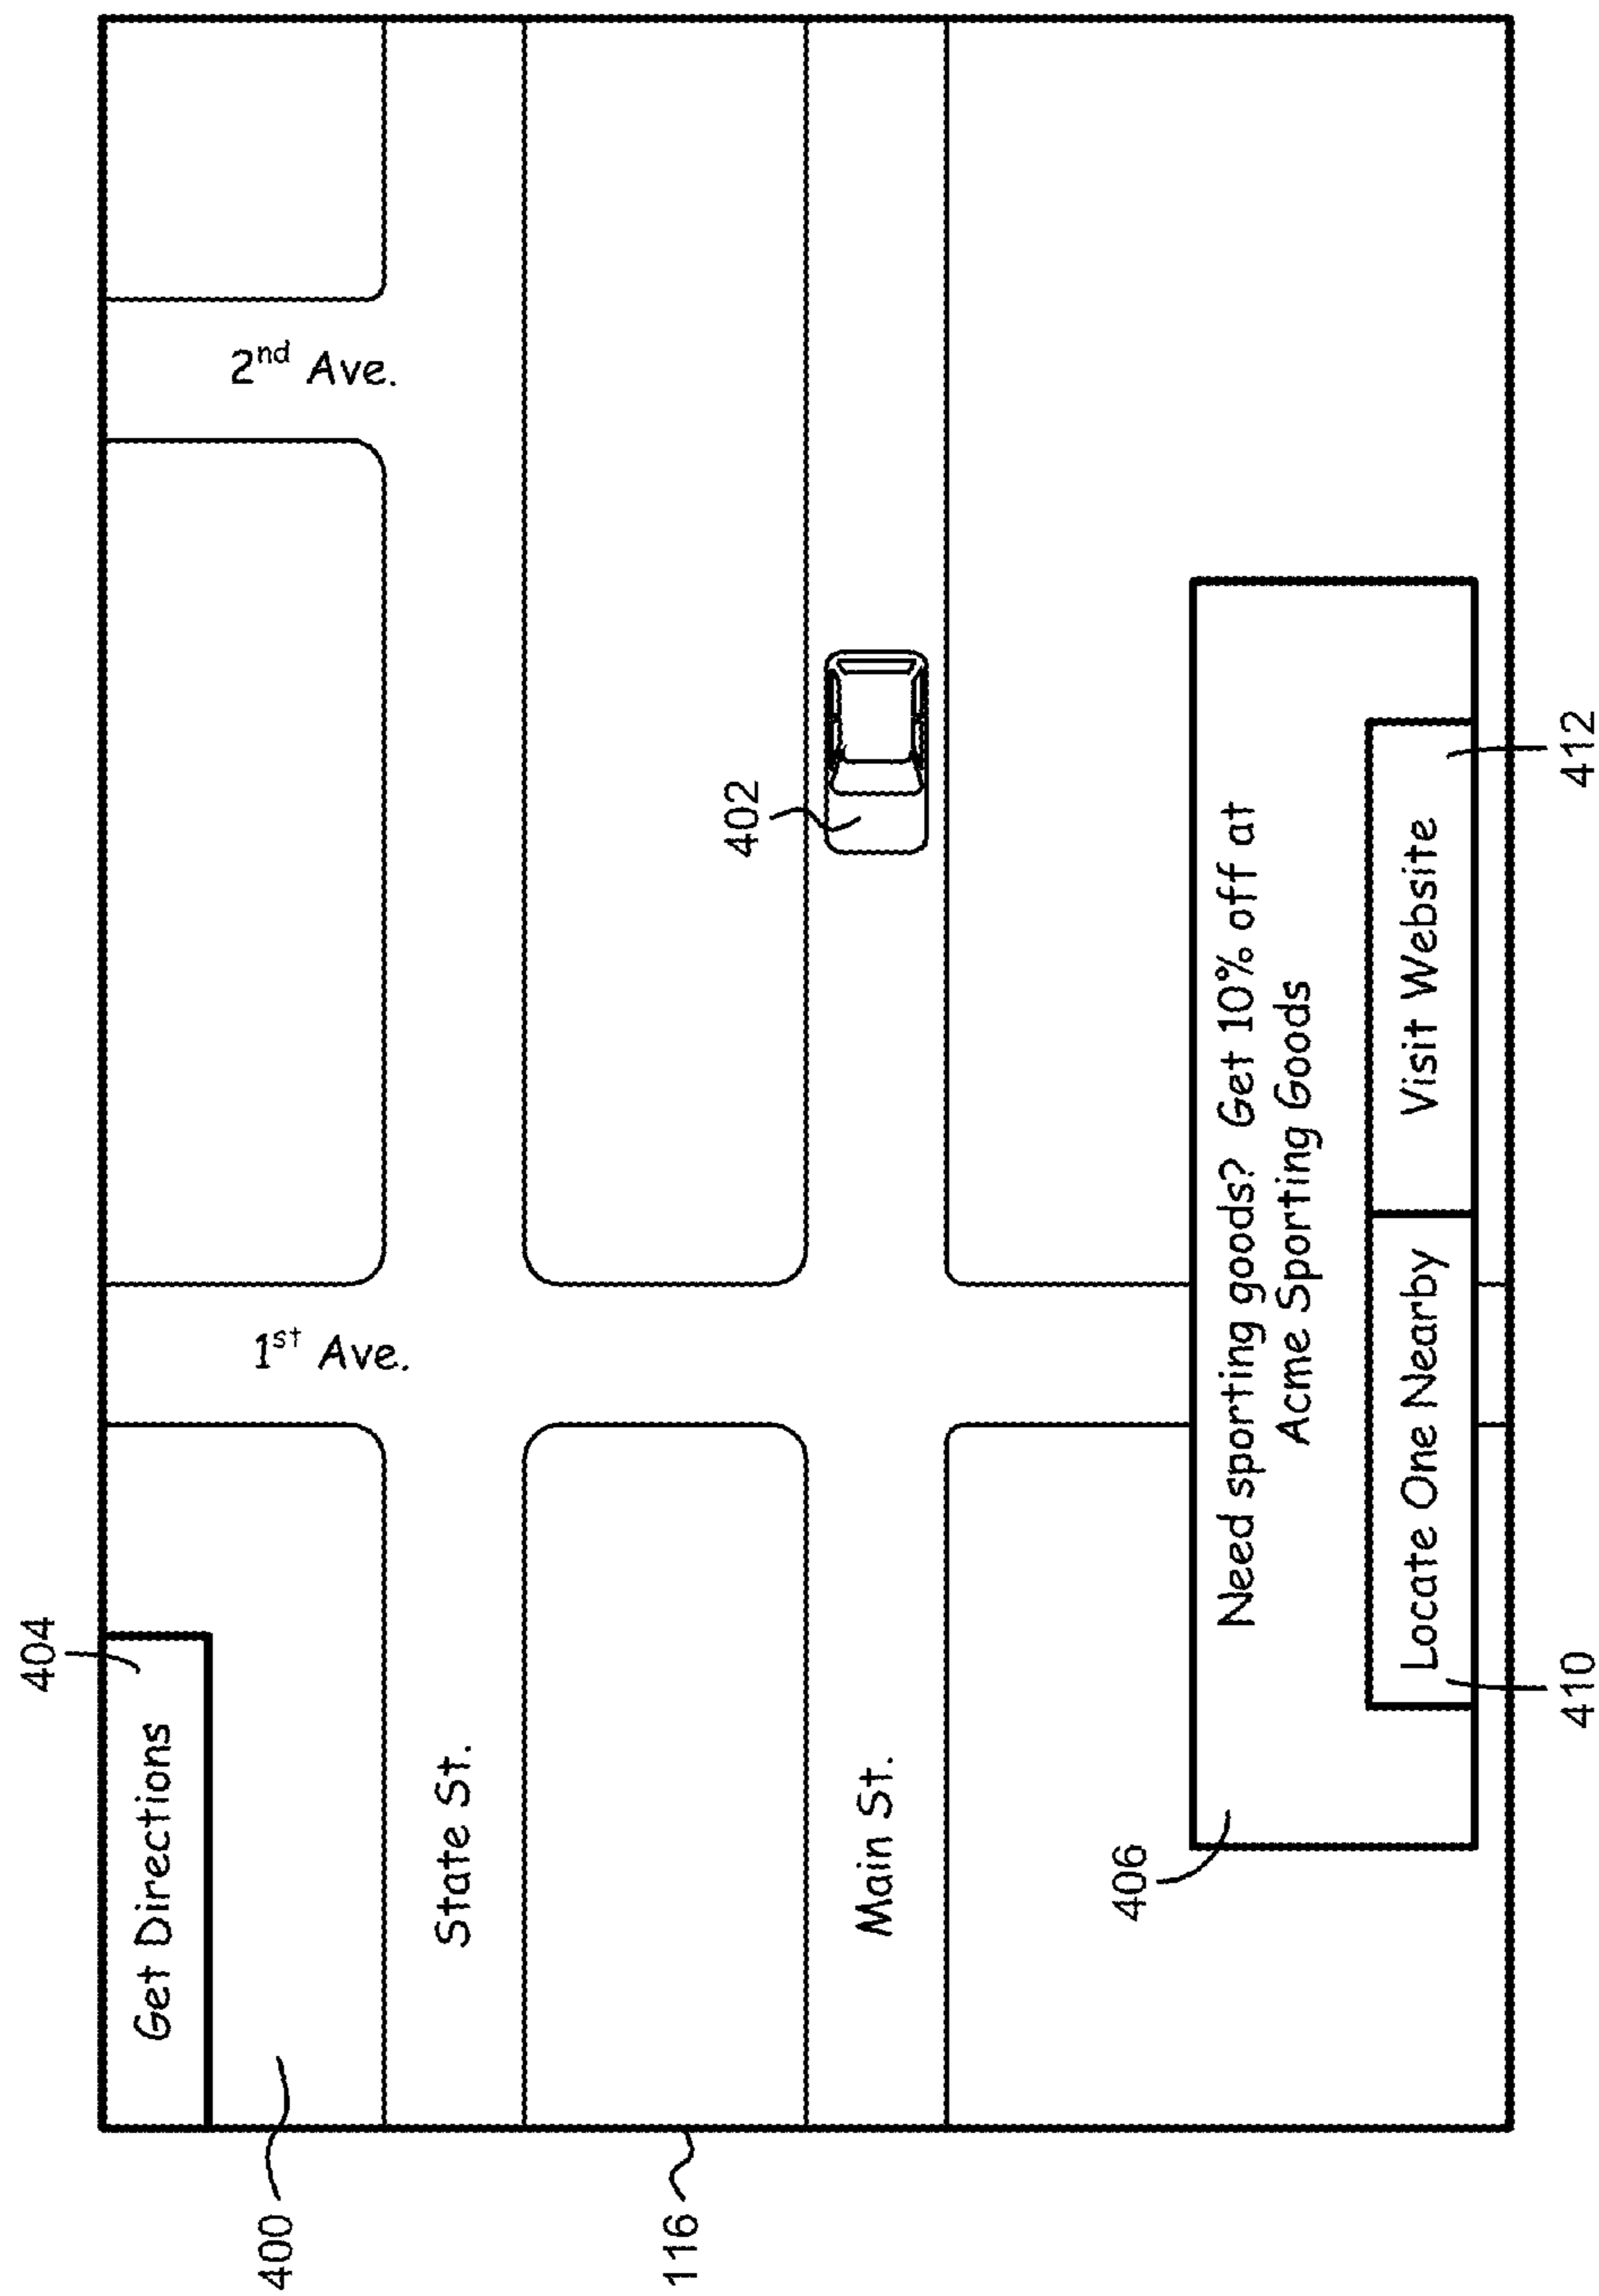 404
Get Directions
400
1st Ave.
2nd Ave.
State St.
402
116
Main St.
406
Need sporting goods? Get 10% off at
Acme Sporting Goods
Locate One Nearby
Visit Website
410
412